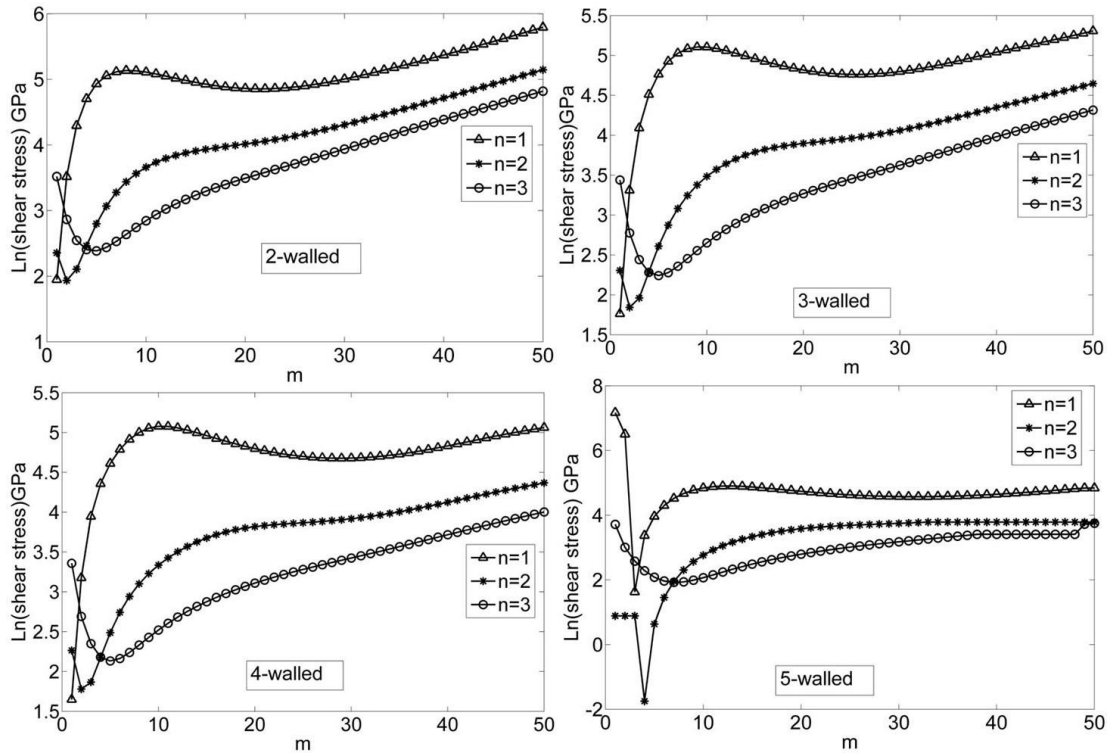 Ln(shear stress) GPa
6
5
4
3
2
1
0 10 20 30 40 50
m
n=1
n=2
n=3
2-walled
Ln(shear stress)GPa
5.5
5
4.5
4
3.5
3
2.5
2
1.5
0 10 20 30 40 50
m
n=1
n=2
n=3
3-walled
Ln(shear stress)GPa
5.5
5
4.5
4
3.5
3
2.5
2
1.5
0 10 20 30 40 50
m
n=1
n=2
n=3
4-walled
Ln(shear stress) GPa
8
6
4
2
0
-2
0 10 20 30 40 50
m
n=1
n=2
n=3
5-walled